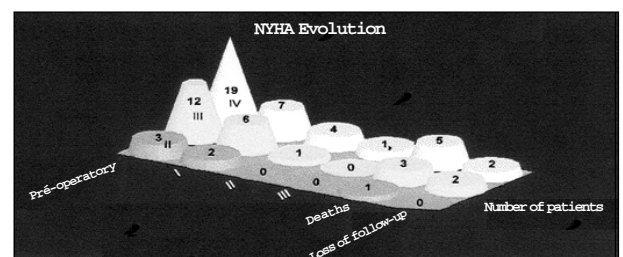 NYHA Evolution
19
IV
12
III
7
6
4
3
II
1
5
2
1
0
3
2
0
0
1
2
0
Pré-operatory
I
II
III
Deaths
Loss of follow-up
Number of patients